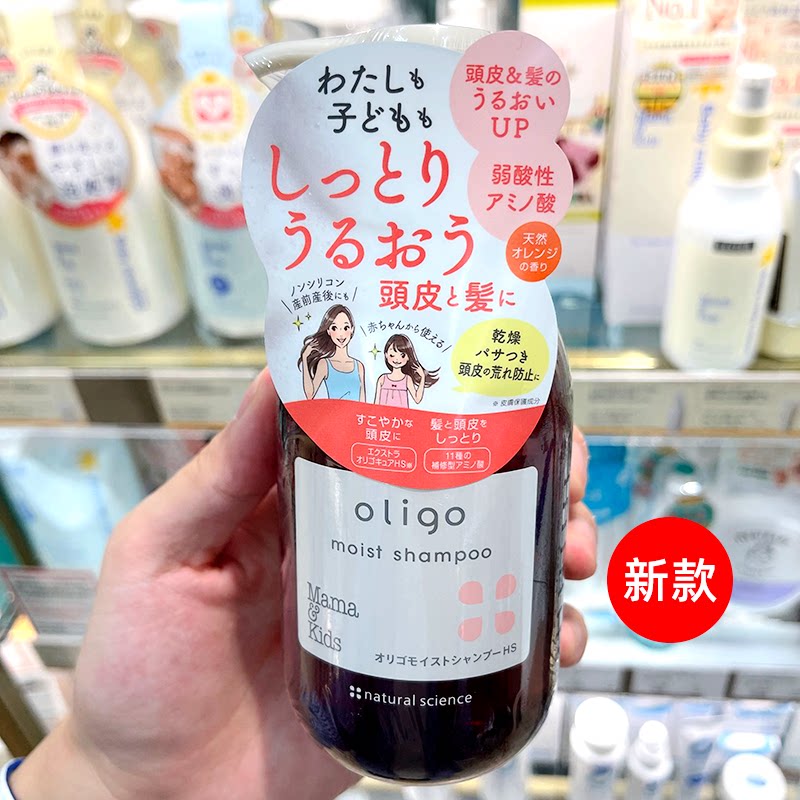 わたしも
子どもも
しっとり
うるおう
頭皮と髪に
頭皮&髪の
うるおい
UP
弱酸性
アミノ酸
天然
オレンジ
の香り
ノンシリコン
産前産後にも
赤ちゃんから使える
乾燥
パサつき
頭皮の荒れ防止に
※皮膚保護成分
すこやかな
頭皮に
エクストラ
オリゴキュアHS※
髪と頭皮を
しっとり
11種の
補修型アミノ酸
oligo
moist shampoo
Mama
&
Kids
オリゴモイストシャンプーHS
natural science
新款
No.1